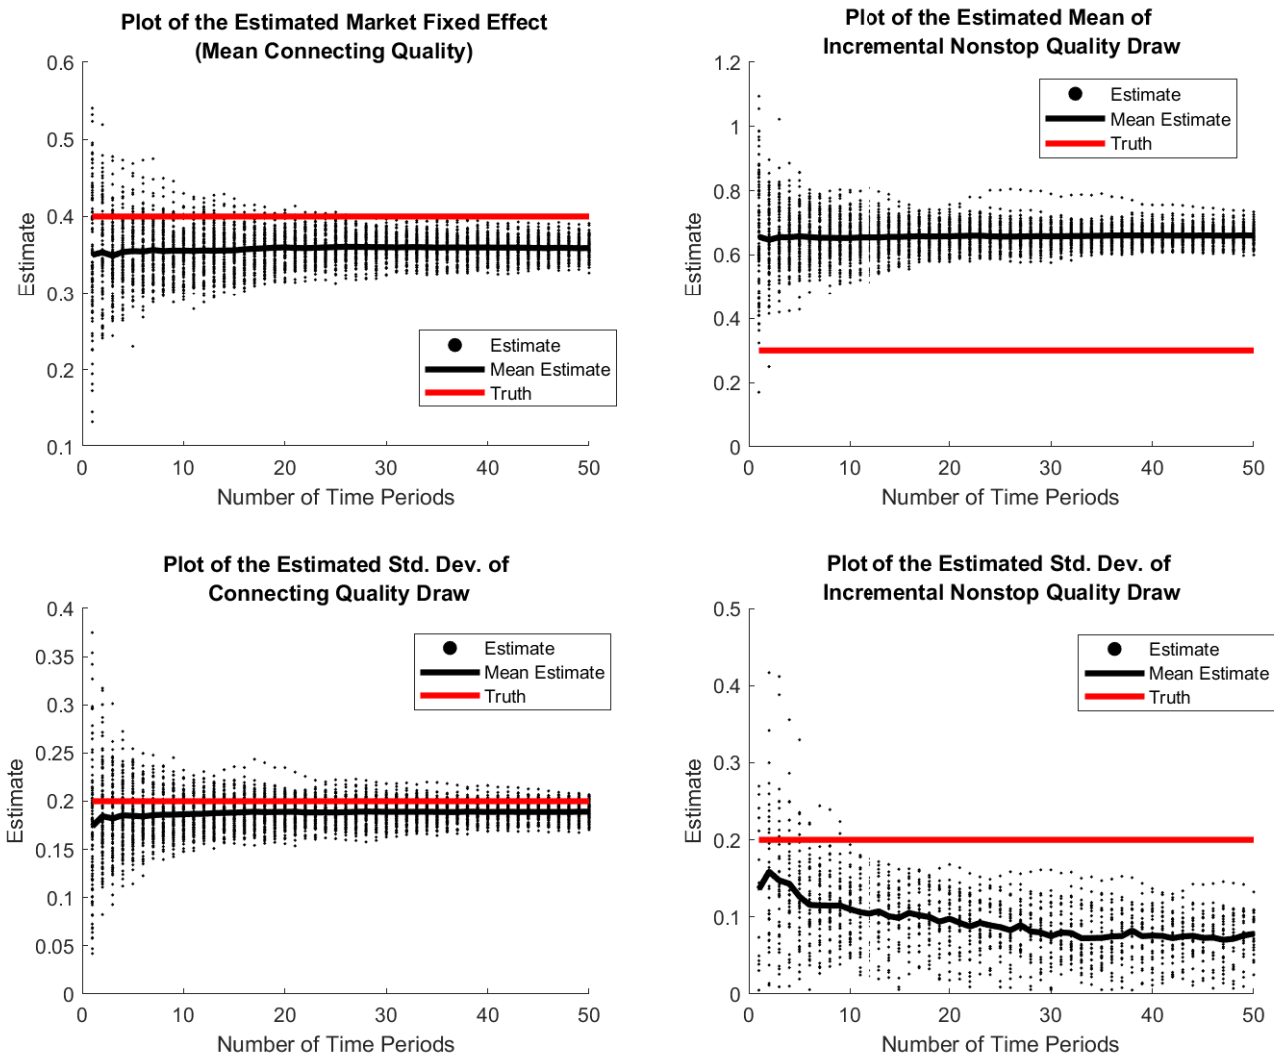 Plot of the Estimated Market Fixed Effect
(Mean Connecting Quality)
0.6
0.5
0.4
0.3
0.2
0.1
Estimate
Estimate
Mean Estimate
Truth
0 10 20 30 40 50
Number of Time Periods
Plot of the Estimated Mean of
Incremental Nonstop Quality Draw
1.2
1
0.8
0.6
0.4
0.2
0
Estimate
Estimate
Mean Estimate
Truth
0 10 20 30 40 50
Number of Time Periods
Plot of the Estimated Std. Dev. of
Connecting Quality Draw
0.4
0.35
0.3
0.25
0.2
0.15
0.1
0.05
0
Estimate
Estimate
Mean Estimate
Truth
0 10 20 30 40 50
Number of Time Periods
Plot of the Estimated Std. Dev. of
Incremental Nonstop Quality Draw
0.5
0.4
0.3
0.2
0.1
0
Estimate
Estimate
Mean Estimate
Truth
0 10 20 30 40 50
Number of Time Periods